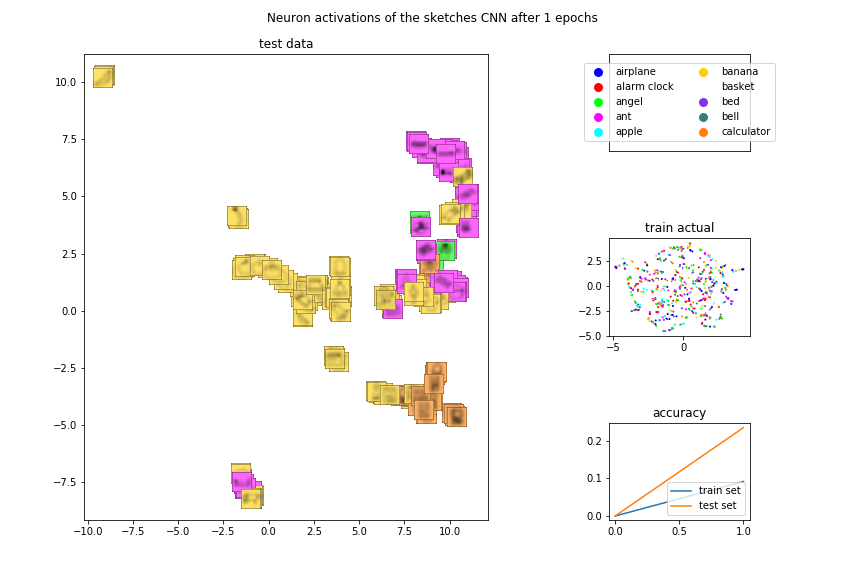 Neuron activations of the sketches CNN after 1 epochs
test data
10.0
7.5
5.0
2.5
0.0
−2.5
−5.0
−7.5
−10.0 −7.5 −5.0 −2.5 0.0 2.5 5.0 7.5 10.0
airplane banana
alarm clock basket
angel bed
ant bell
apple calculator
train actual
2.5
0.0
−2.5
−5.0
−5 0
accuracy
0.2
0.1
0.0
train set
test set
0.0 0.5 1.0